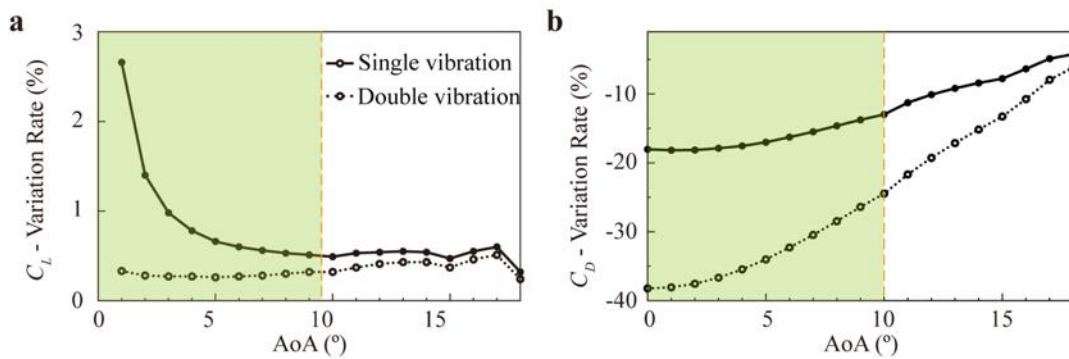 a
3
2
1
0
0
5
10
15
C_L - Variation Rate (%)
AoA (º)
Single vibration
Double vibration
b
-10
-20
-30
-40
0
5
10
15
C_D - Variation Rate (%)
AoA (º)